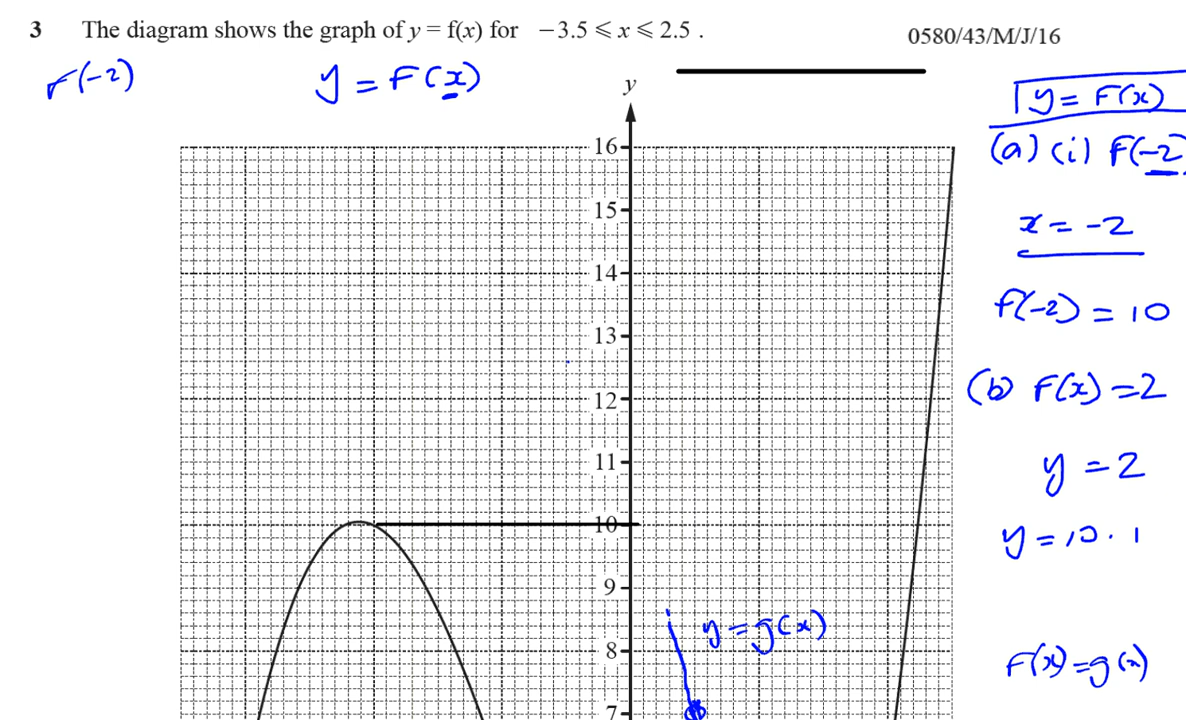 3 The diagram shows the graph of y = f(x) for −3.5 ⩽ x ⩽ 2.5 .
0580/43/M/J/16
F(-2)
y = F(x)
y
y = F(x)
(a) (i) F(-2)
x = -2
f(-2) = 10
(b) F(x) = 2
y = 2
y = 10.1
F(x) = g(x)
16
15
14
13
12
11
10
9
8
7
y = g(x)